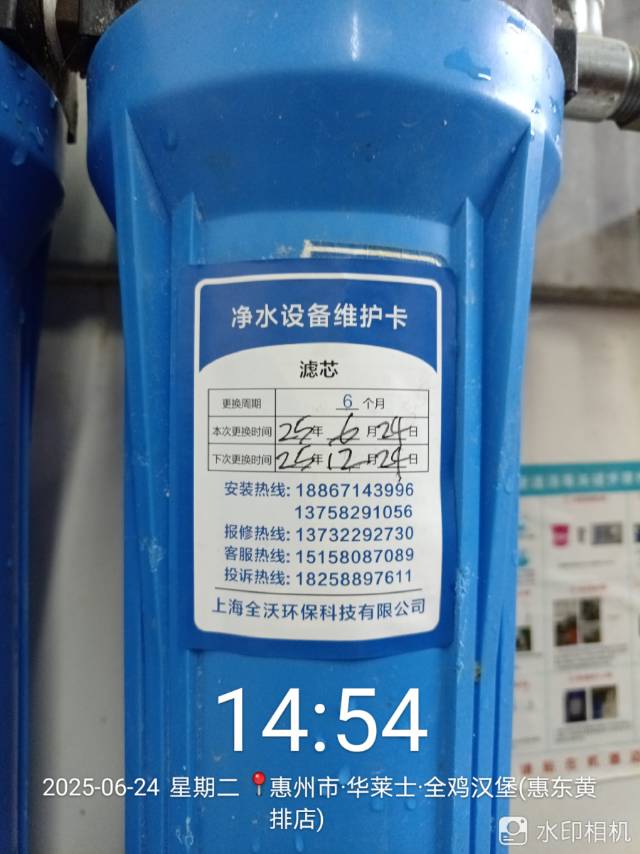 净水设备维护卡
滤芯
更换周期 6 个月
本次更换时间 25年 6月24日
下次更换时间 25年12月24日
安装热线: 18867143996
13758291056
报修热线: 13732292730
客服热线: 15158087089
投诉热线: 18258897611
上海全沃环保科技有限公司
14:54
2025-06-24 星期二 惠州市·华莱士·全鸡汉堡(惠东黄
排店)
水印相机